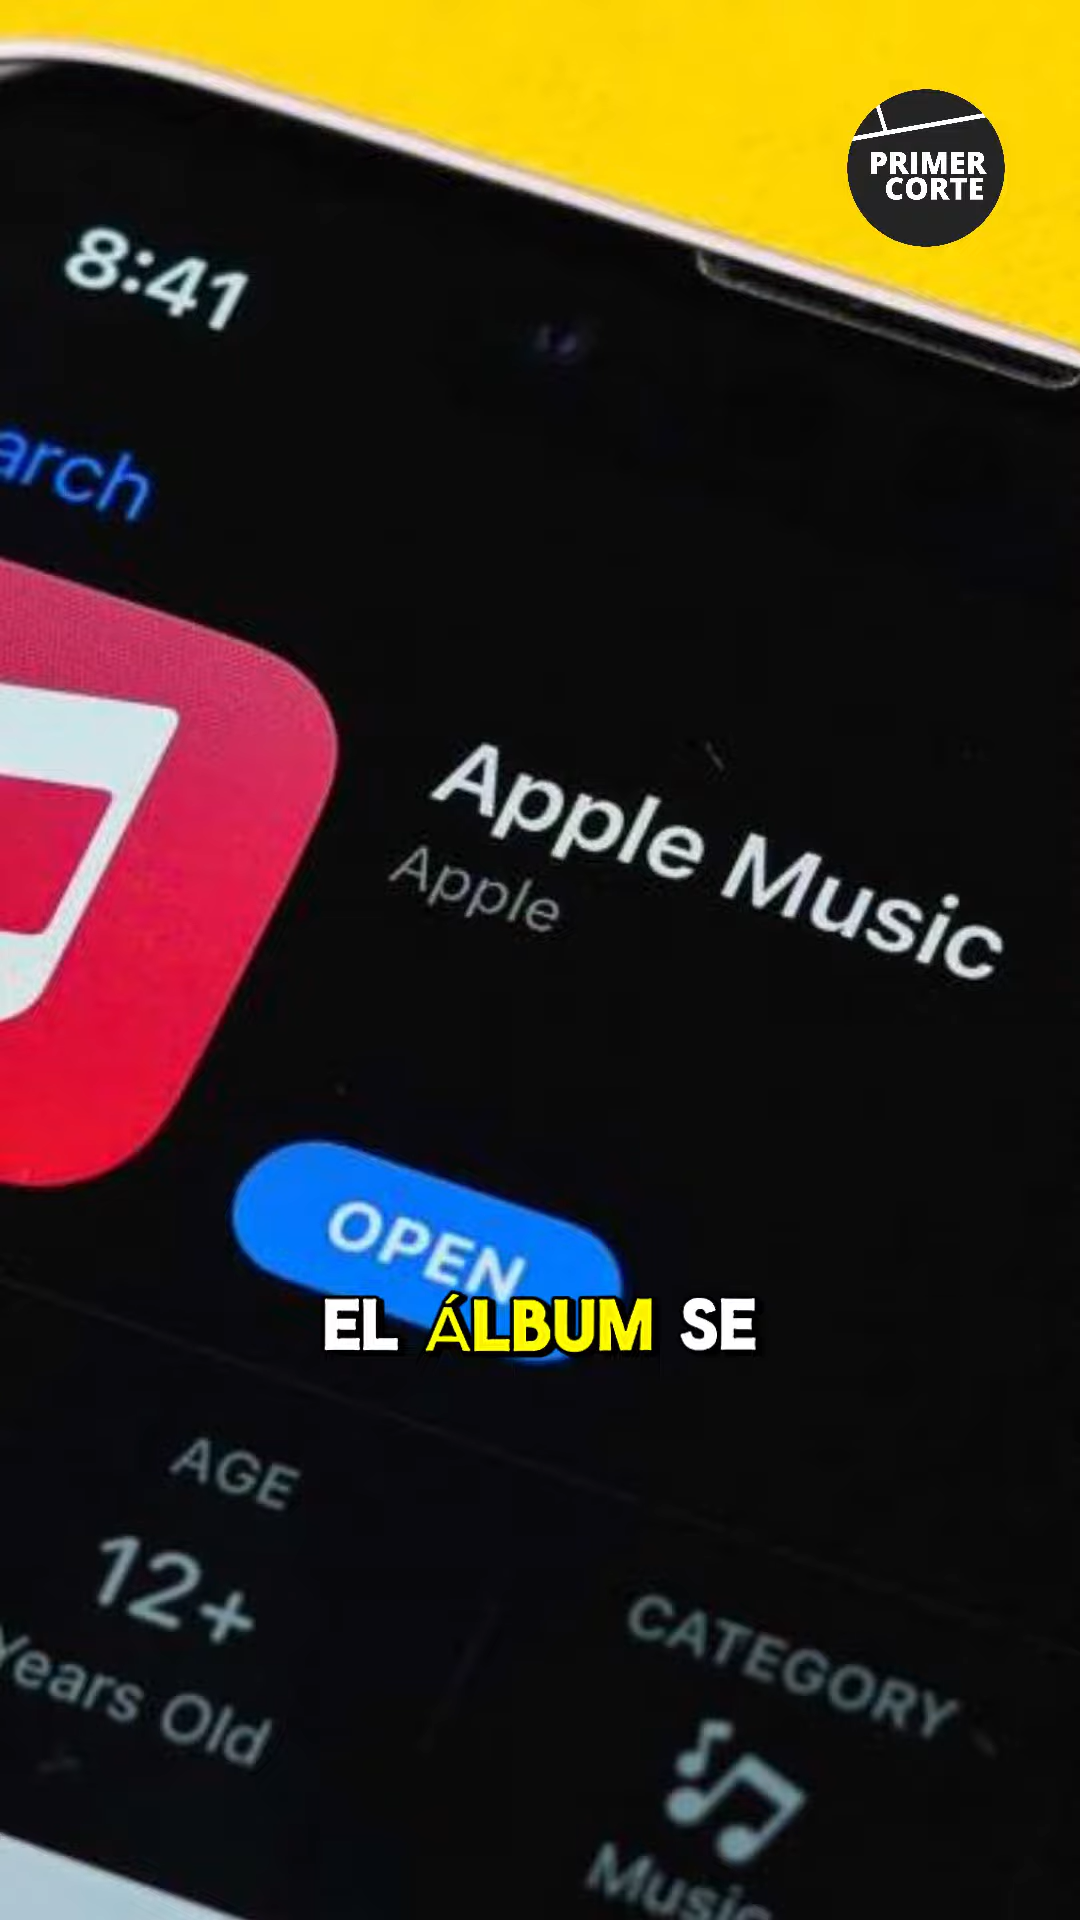 PRIMER
CORTE
8:41
arch
Apple Music
Apple
OPEN
EL ÁLBUM SE
AGE
12+
Years Old
CATEGORY
Music